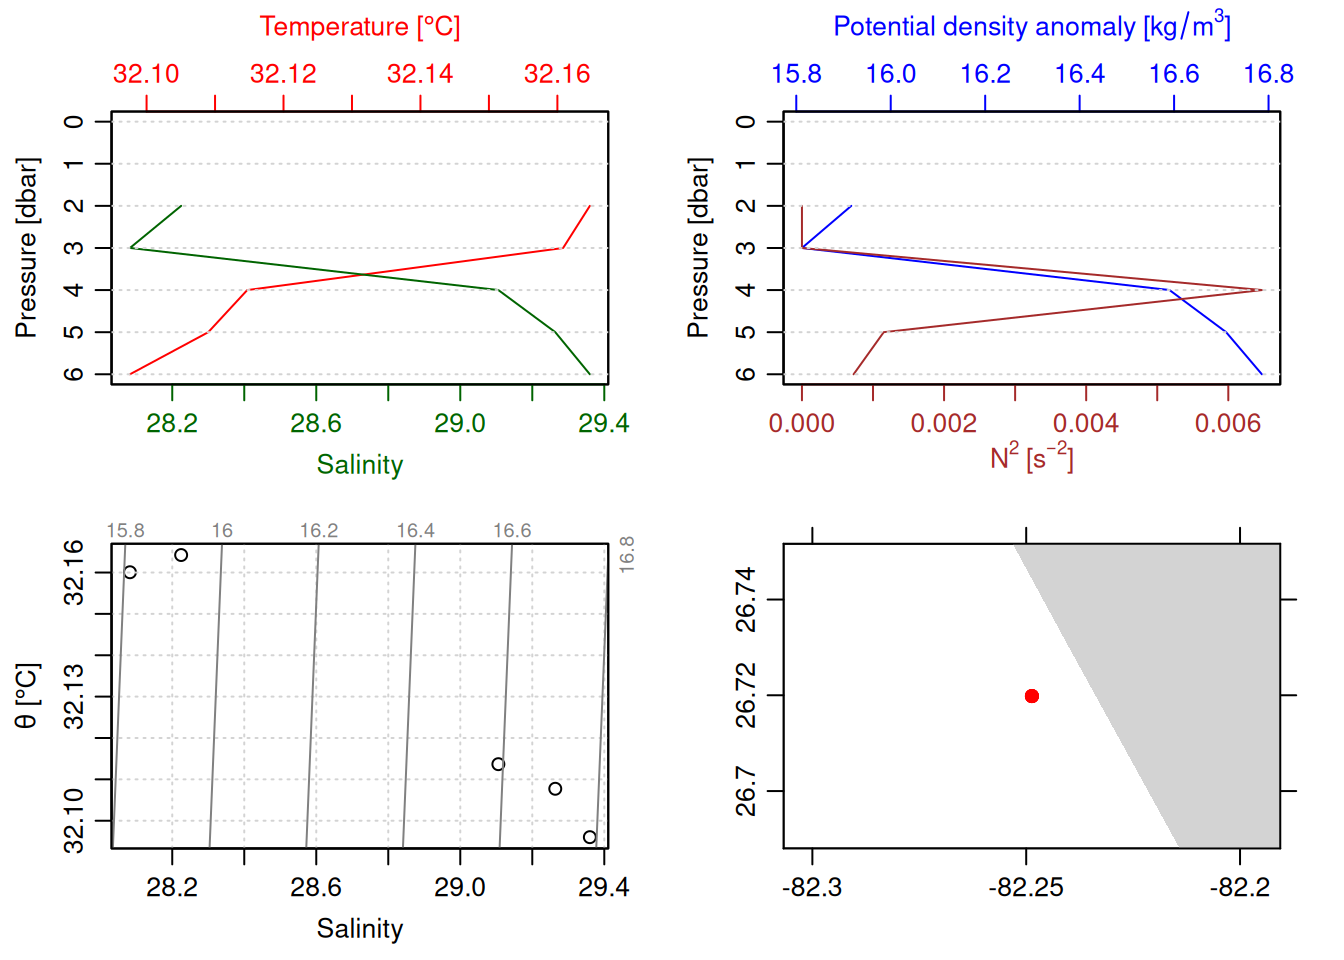 Temperature [°C]
32.10 32.12 32.14 32.16
Pressure [dbar]
0
1
2
3
4
5
6
28.2 28.6 29.0 29.4
Salinity
Potential density anomaly [kg/m³]
15.8 16.0 16.2 16.4 16.6 16.8
Pressure [dbar]
0
1
2
3
4
5
6
0.000 0.002 0.004 0.006
N² [s⁻²]
15.8 16 16.2 16.4 16.6
16.8
θ [°C]
32.16
32.13
32.10
28.2 28.6 29.0 29.4
Salinity
26.74
26.72
26.7
-82.3 -82.25 -82.2